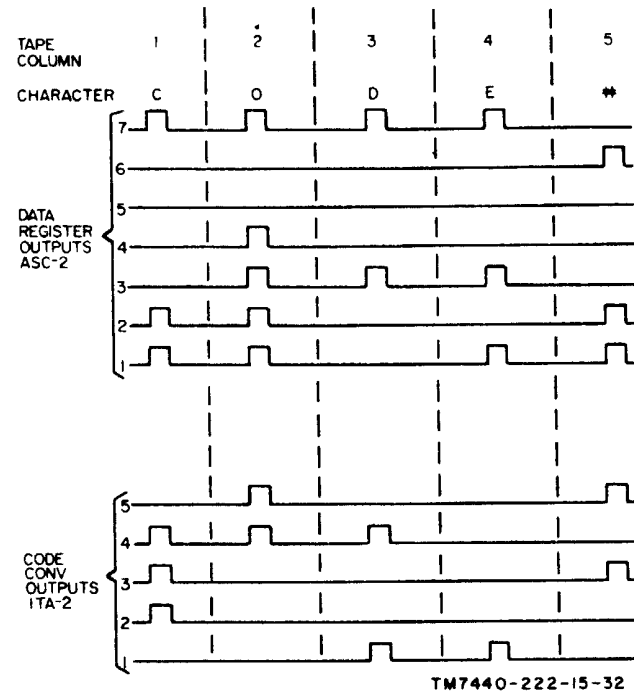 TAPE COLUMN 1 2 3 4 5
CHARACTER C O D E #
DATA REGISTER OUTPUTS ASC-2
7
6
5
4
3
2
1
CODE CONV OUTPUTS ITA-2
5
4
3
2
1
TM7440-222-15-32